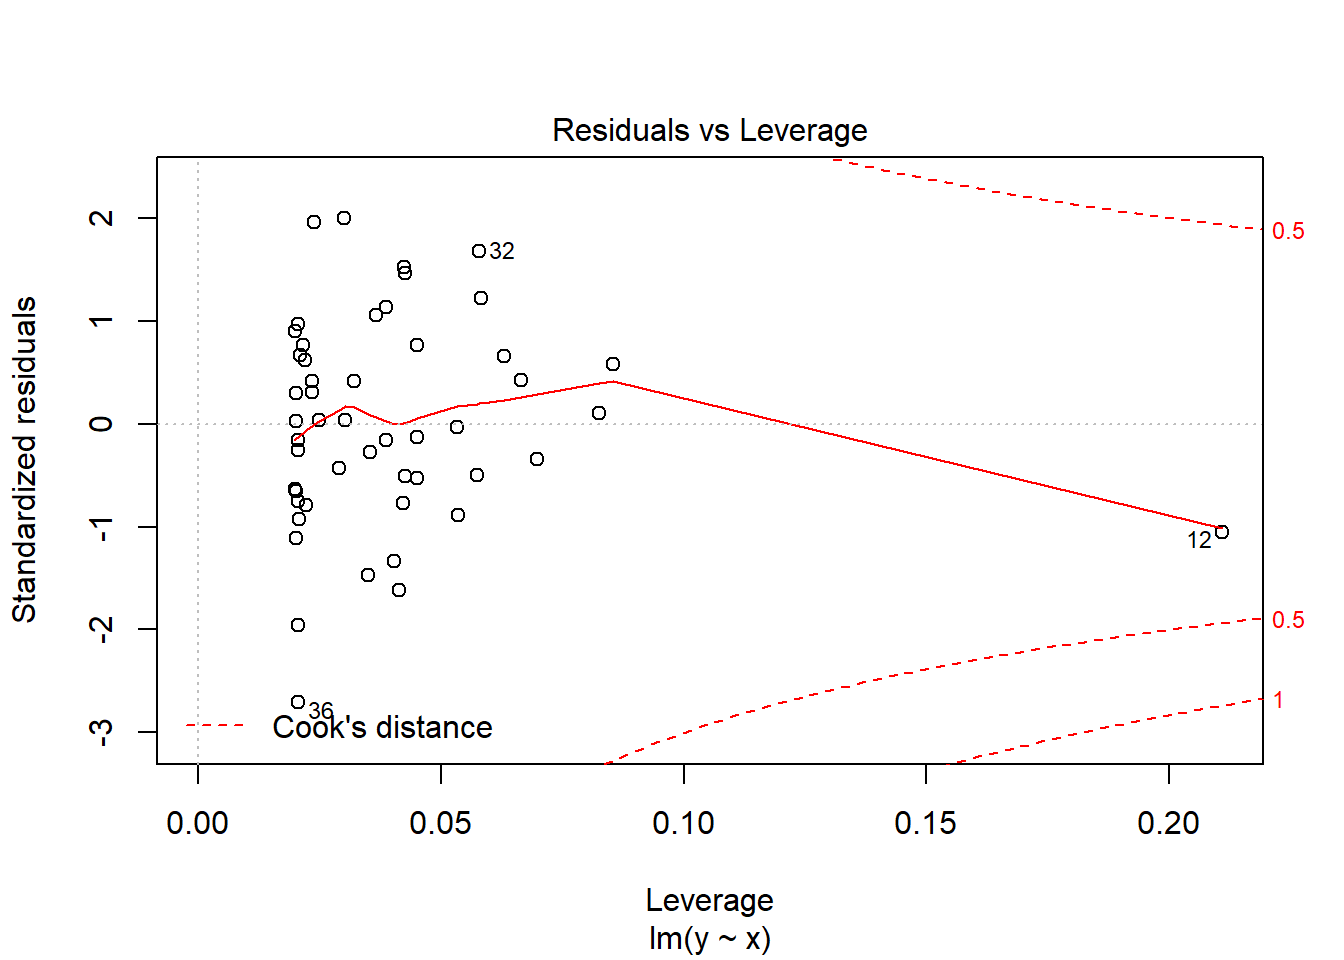 Residuals vs Leverage
Standardized residuals
2
1
0
-1
-2
-3
32
12
36
0.5
0.5
1
Cook's distance
0.00 0.05 0.10 0.15 0.20
Leverage
lm(y ~ x)